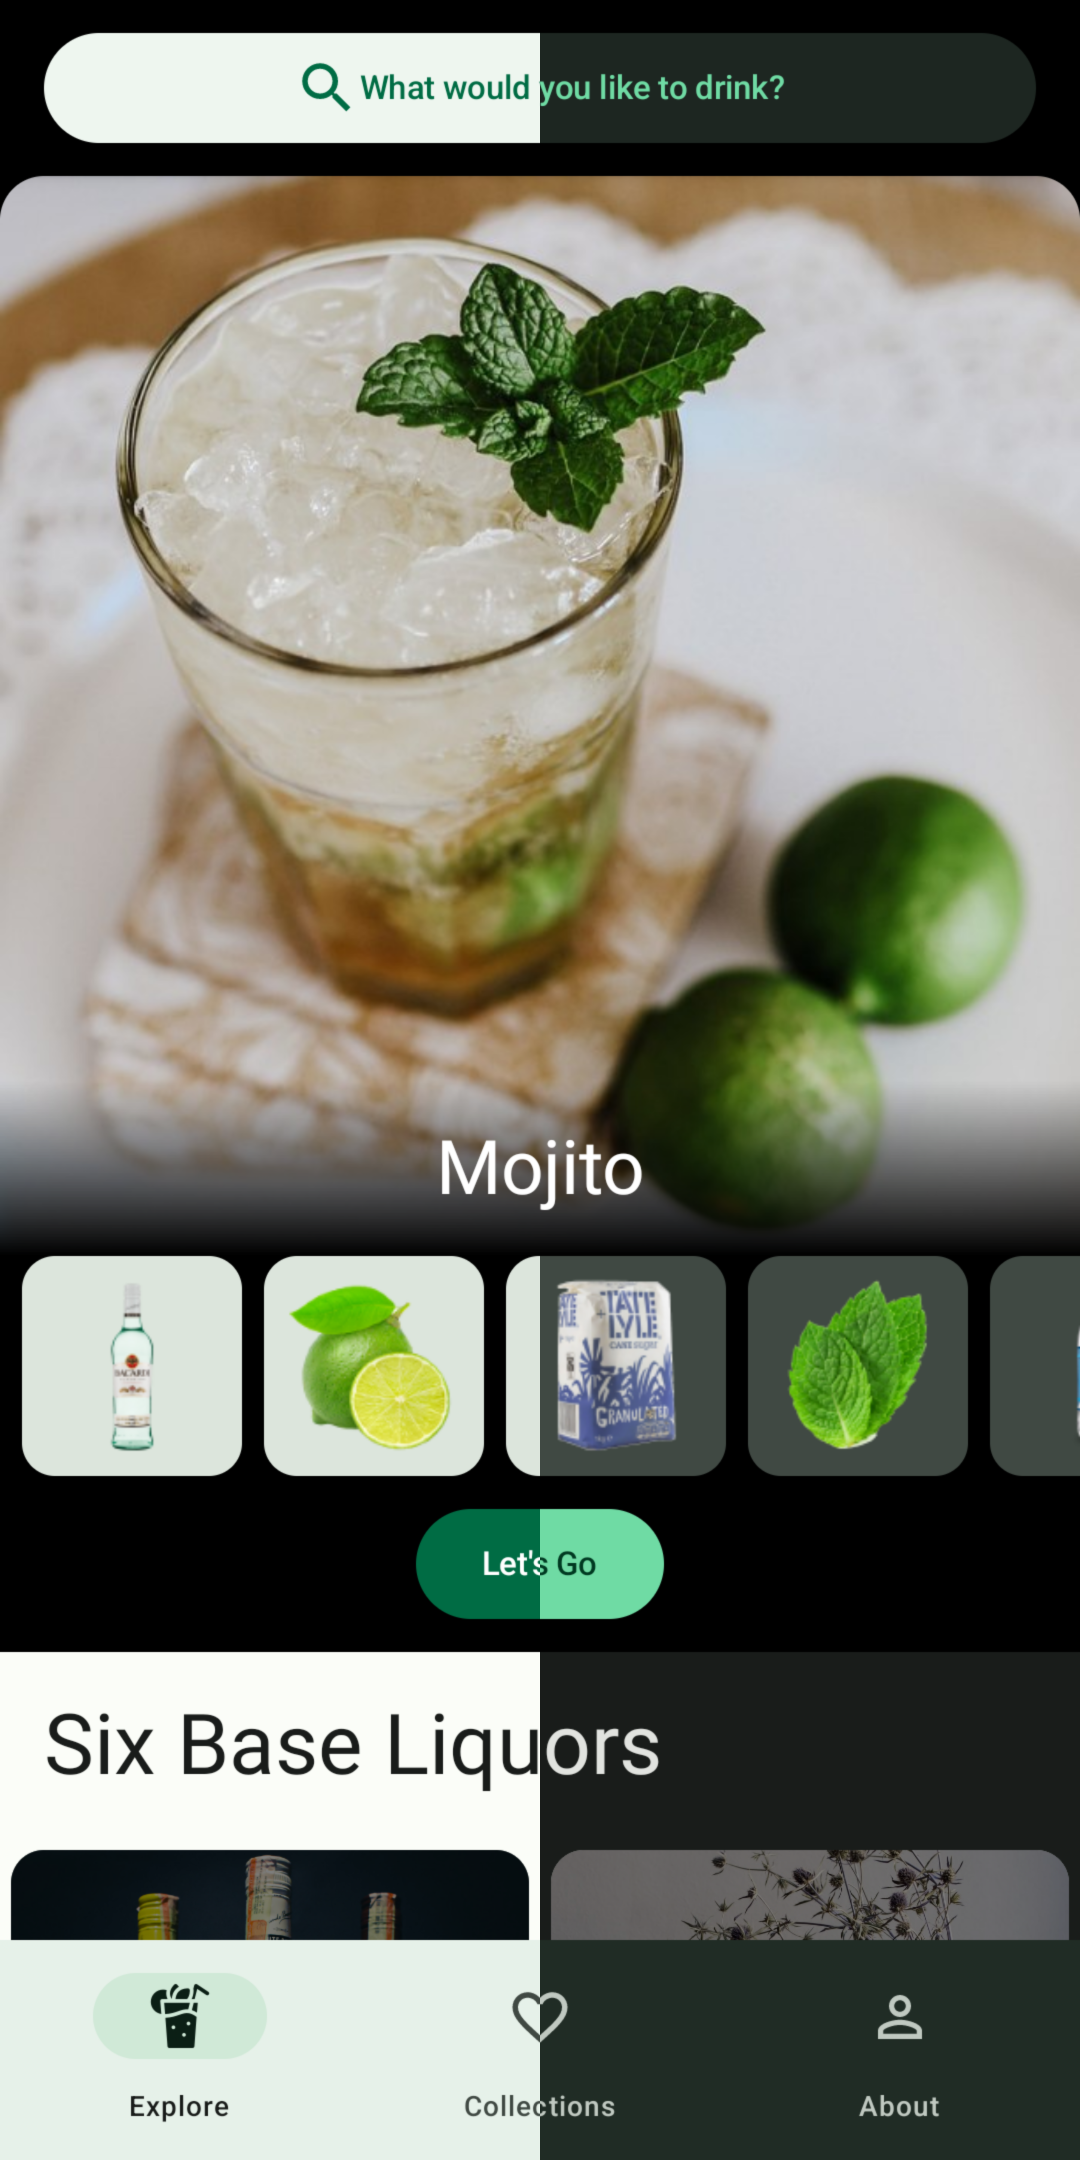 What would you like to drink?
Mojito
BACARDI
TATE
LYLE
CANE SUGAR
GRANULATED
Let's Go
Six Base Liquors
Explore
Collections
About